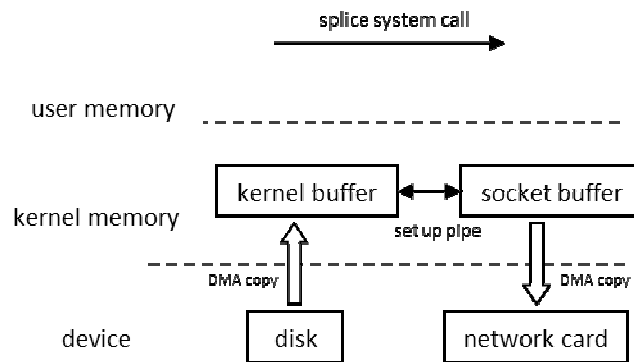 splice system call
user memory
kernel buffer
socket buffer
kernel memory
set up pipe
DMA copy
DMA copy
device
disk
network card